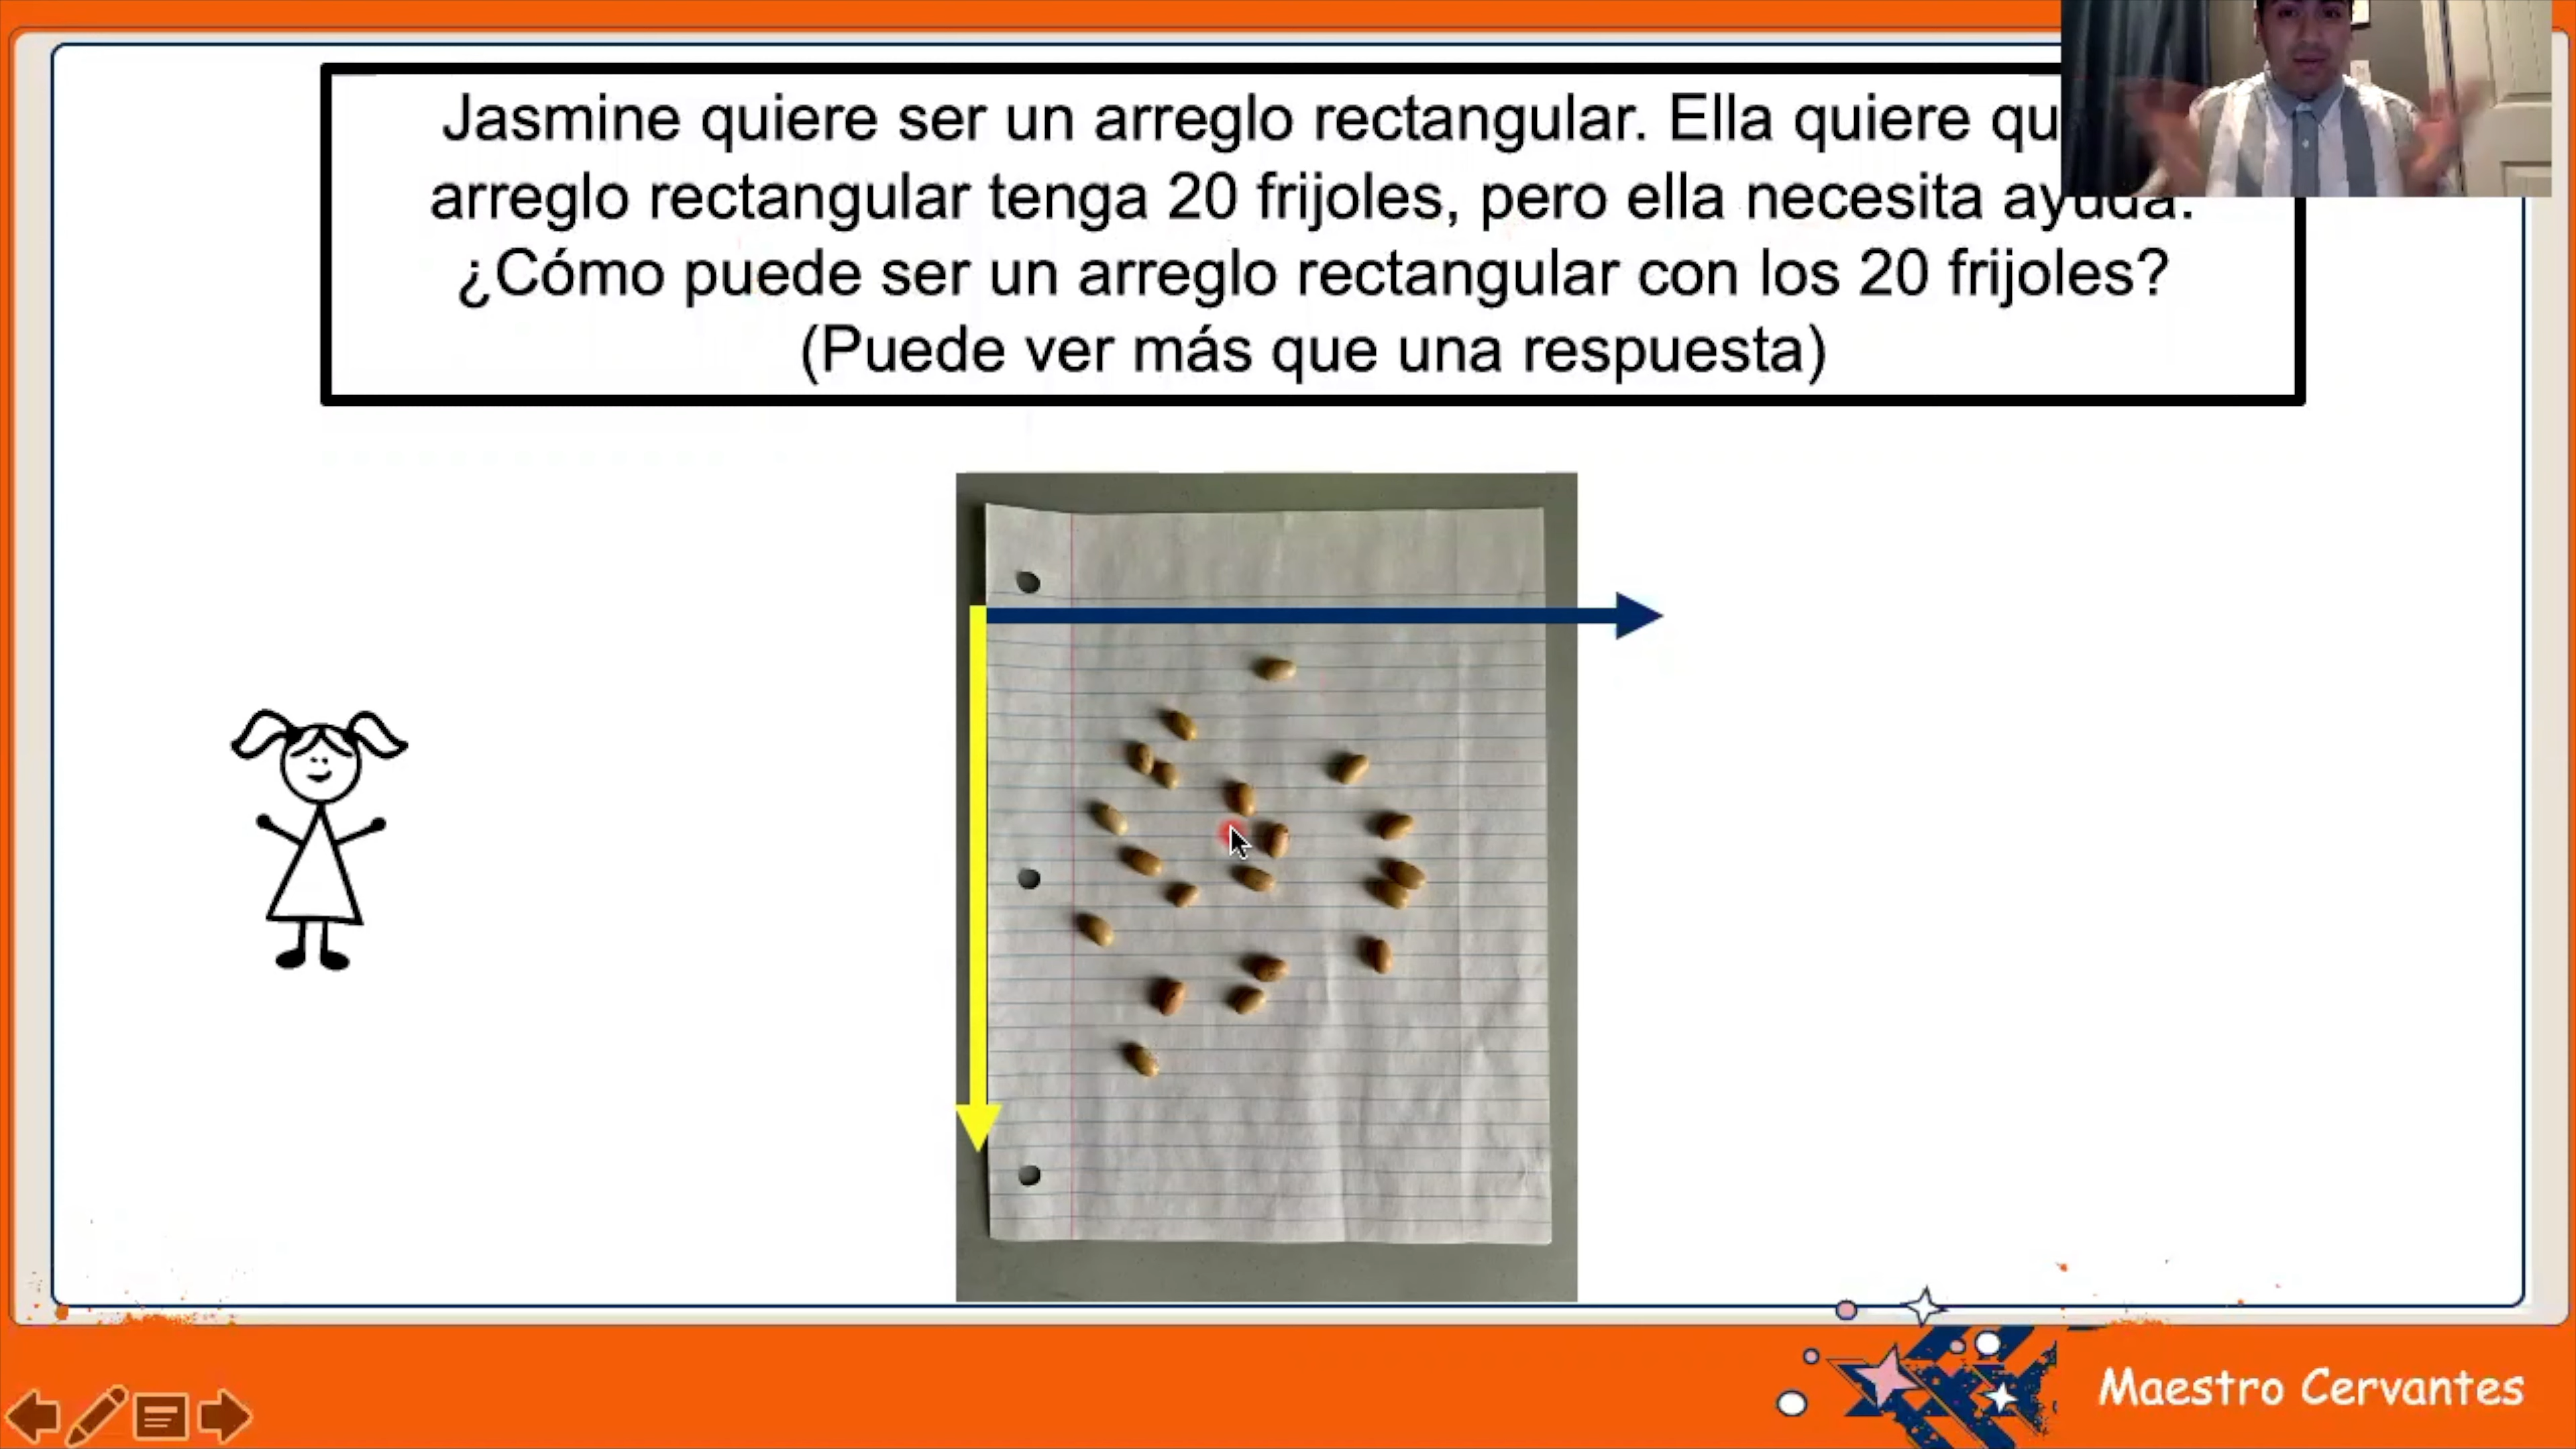 Jasmine quiere ser un arreglo rectangular. Ella quiere qu
arreglo rectangular tenga 20 frijoles, pero ella necesita ayuda.
¿Cómo puede ser un arreglo rectangular con los 20 frijoles?
(Puede ver más que una respuesta)
Maestro Cervantes